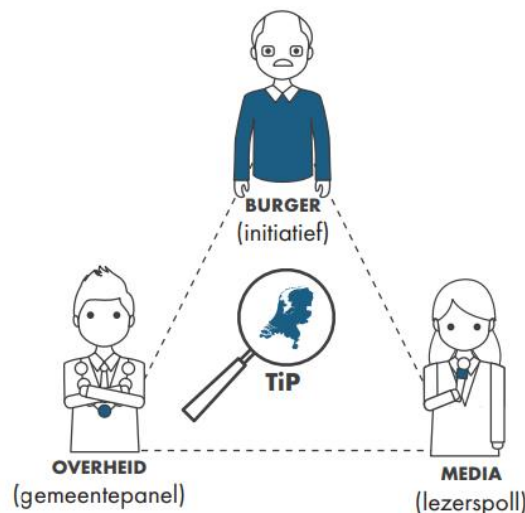 BURGER
(initiatief)
TiP
OVERHEID
(gemeentepanel)
MEDIA
(lezerspoll)